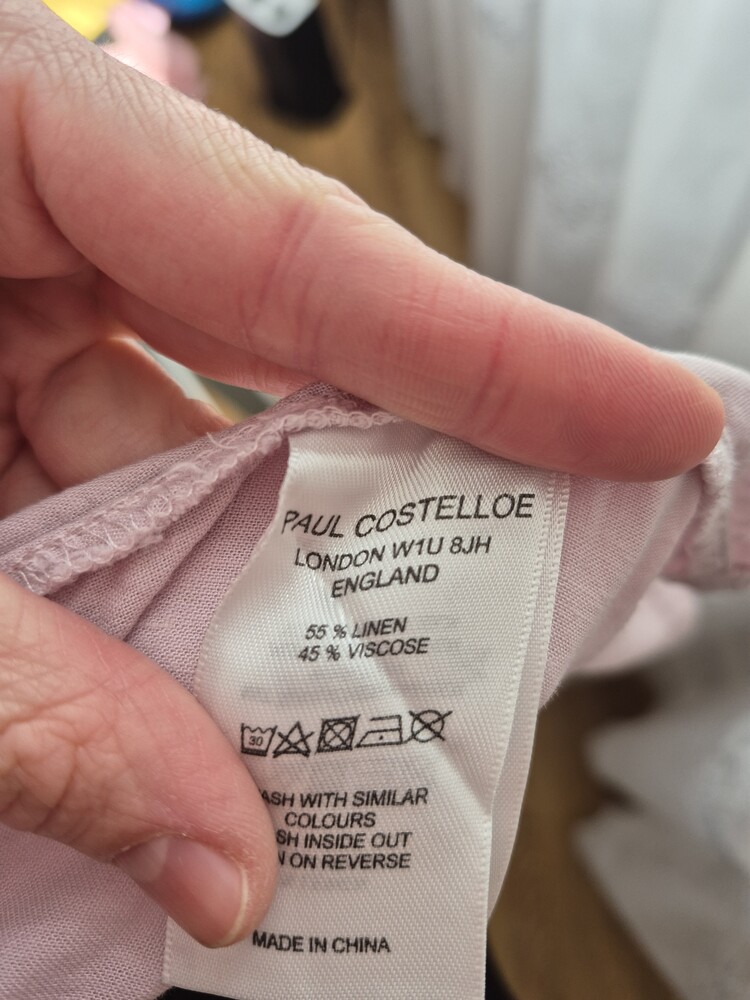 PAUL COSTELLOE
LONDON W1U 8JH
ENGLAND
55 % LINEN
45 % VISCOSE
30
WITH SIMILAR
COLOURS
INSIDE OUT
ON REVERSE
MADE IN CHINA